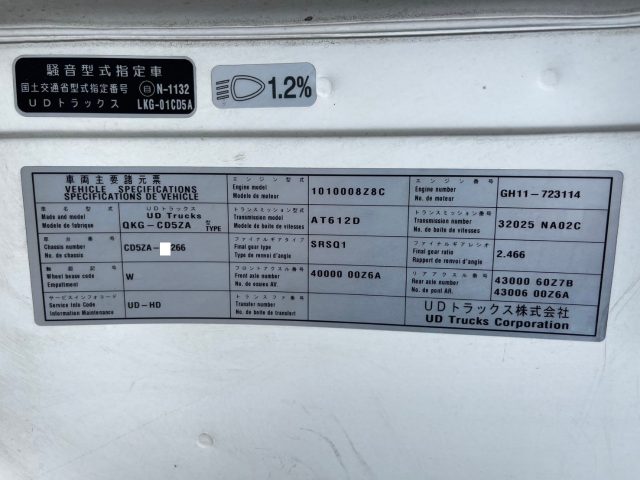 騒音型式指定車
国土交通省型式指定番号 自 N-1132
UDトラックス LKG-01CD5A
1.2%
車両主要諸元票
VEHICLE SPECIFICATIONS
SPECIFICATIONS DE VEHICLE
車名 型式
Made and model
Modele de fabrique
UDトラックス
UD Trucks
QKG-CD5ZA TYPE
車台番号
Chassis number
No. de chassis
CD5ZA- 266
軸距記号
Wheel bease code
Empattement
W
サービスインフォコード
Service Info Code
Information Maintenance
UD-HD
エンジン型式
Engine model
Modele de moteur
1010008Z8C
トランスミッション型式
Transmission model
Modele de boite de vitesses
AT612D
ファイナルギアタイプ
Final gear type
Type de renvoi d'angle
SRSQ1
フロントアクスル番号
Front axle number
No. de essieu AV.
40000 00Z6A
トランスファ番号
Transfer number
No. de boite de transfert
エンジン番号
Engine number
No. de moteur
GH11-723114
トランスミッション番号
Transmission number
No. de boite de vitesses
32025 NA02C
ファイナルギアレシオ
Final gear ratio
Rapport de renvoi d'angle
2.466
リアアクスル番号
Rear axle number
No. de pont AR.
43000 60Z7B
43006 00Z6A
UDトラックス株式会社
UD Trucks Corporation